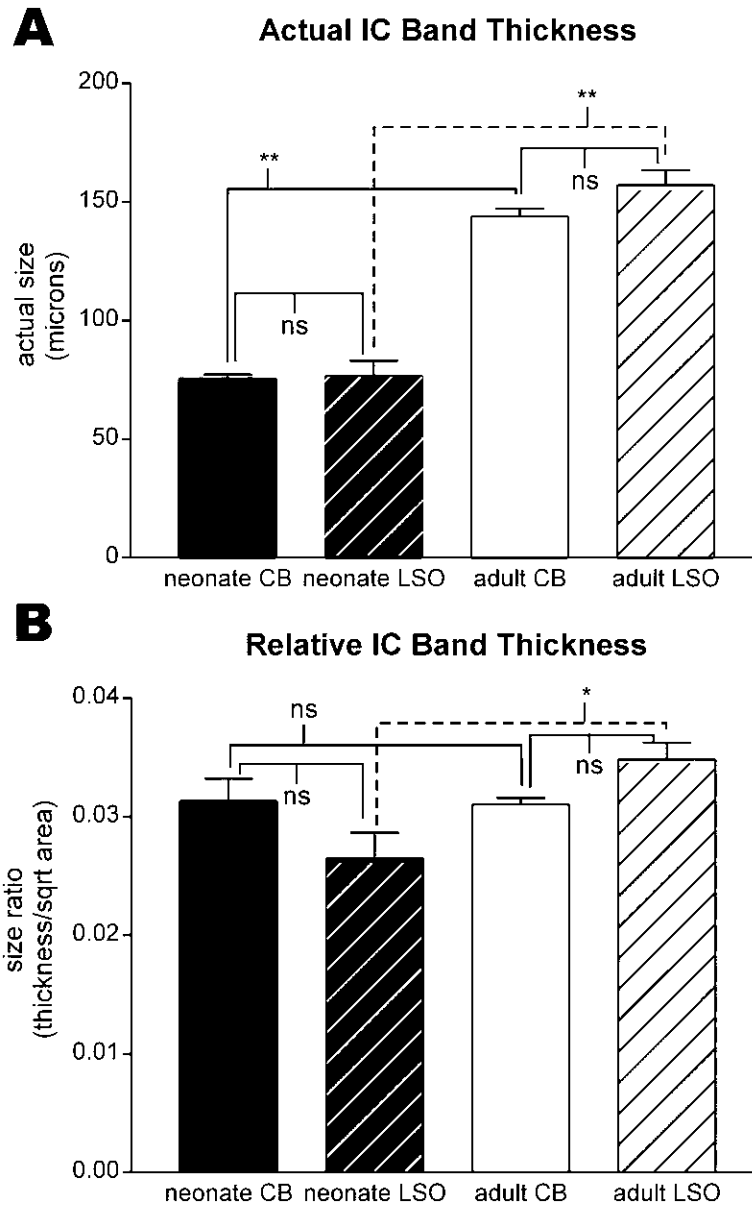 A
Actual IC Band Thickness
200
150
100
50
0
actual size
(microns)
**
**
ns
ns
neonate CB
neonate LSO
adult CB
adult LSO
B
Relative IC Band Thickness
0.04
0.03
0.02
0.01
0.00
size ratio
(thickness/sqrt area)
ns
*
ns
ns
neonate CB
neonate LSO
adult CB
adult LSO